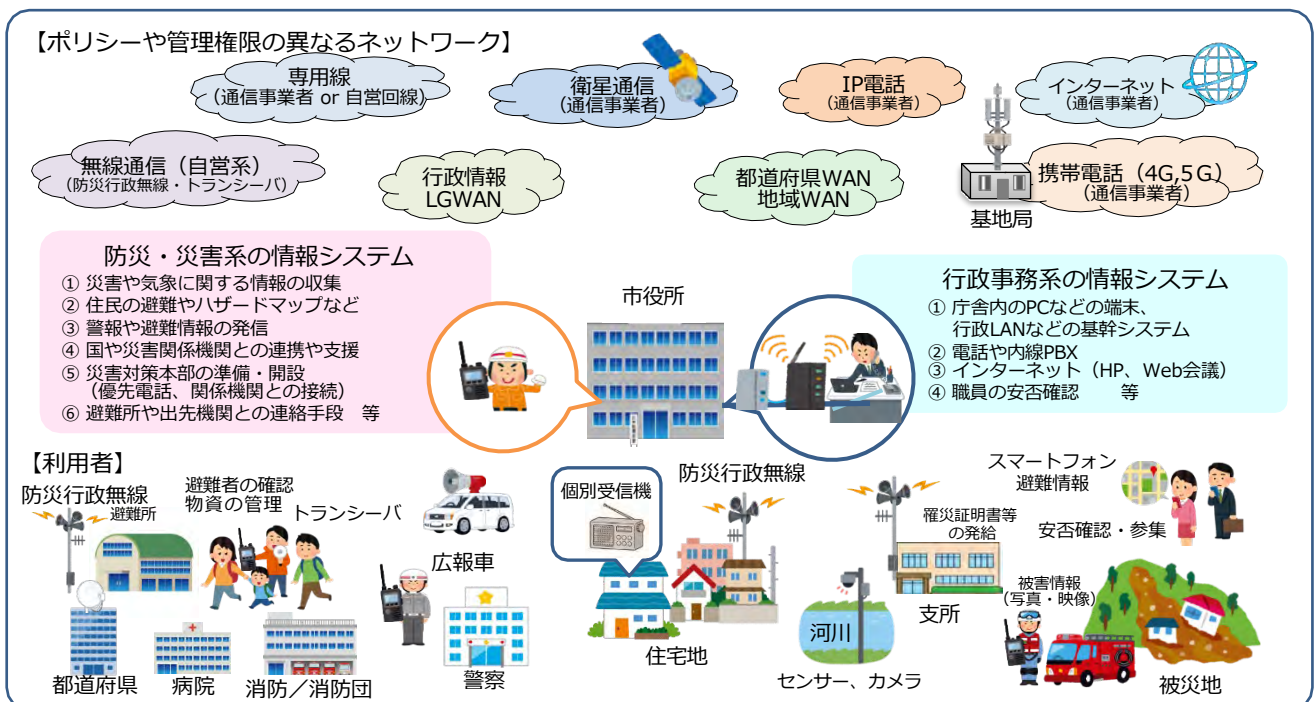 【ポリシーや管理権限の異なるネットワーク】
専用線
（通信事業者 or 自営回線）
衛星通信
（通信事業者）
IP電話
（通信事業者）
インターネット
（通信事業者）
無線通信（自営系）
（防災行政無線・トランシーバ）
行政情報
LGWAN
都道府県WAN
地域WAN
携帯電話（4G,5G）
（通信事業者）
基地局
防災・災害系の情報システム
① 災害や気象に関する情報の収集
② 住民の避難やハザードマップなど
③ 警報や避難情報の発信
④ 国や災害関係機関との連携や支援
⑤ 災害対策本部の準備・開設
（優先電話、関係機関との接続）
⑥ 避難所や出先機関との連絡手段　等
市役所
行政事務系の情報システム
① 庁舎内のPCなどの端末、
行政LANなどの基幹システム
② 電話や内線PBX
③ インターネット（HP、Web会議）
④ 職員の安否確認　　等
【利用者】
防災行政無線
避難所
避難者の確認
物資の管理
トランシーバ
広報車
個別受信機
防災行政無線
罹災証明書等
の発給
スマートフォン
避難情報
安否確認・参集
被害情報
（写真・映像）
都道府県
病院
消防／消防団
警察
住宅地
河川
センサー、カメラ
支所
被災地